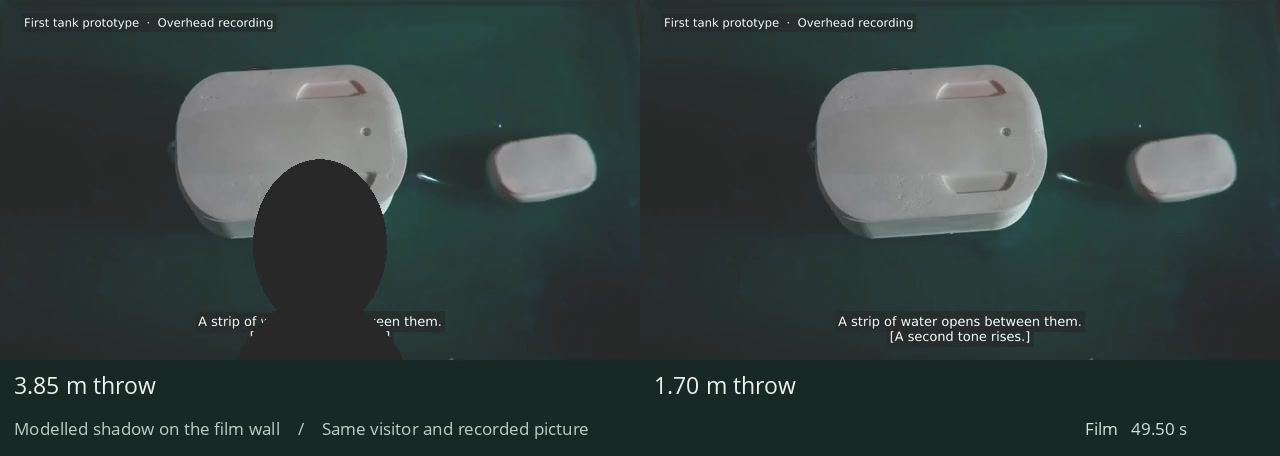 First tank prototype · Overhead recording
First tank prototype · Overhead recording
A strip of een them.
[ ]
A strip of water opens between them.
[A second tone rises.]
3.85 m throw
1.70 m throw
Modelled shadow on the film wall / Same visitor and recorded picture
Film 49.50 s